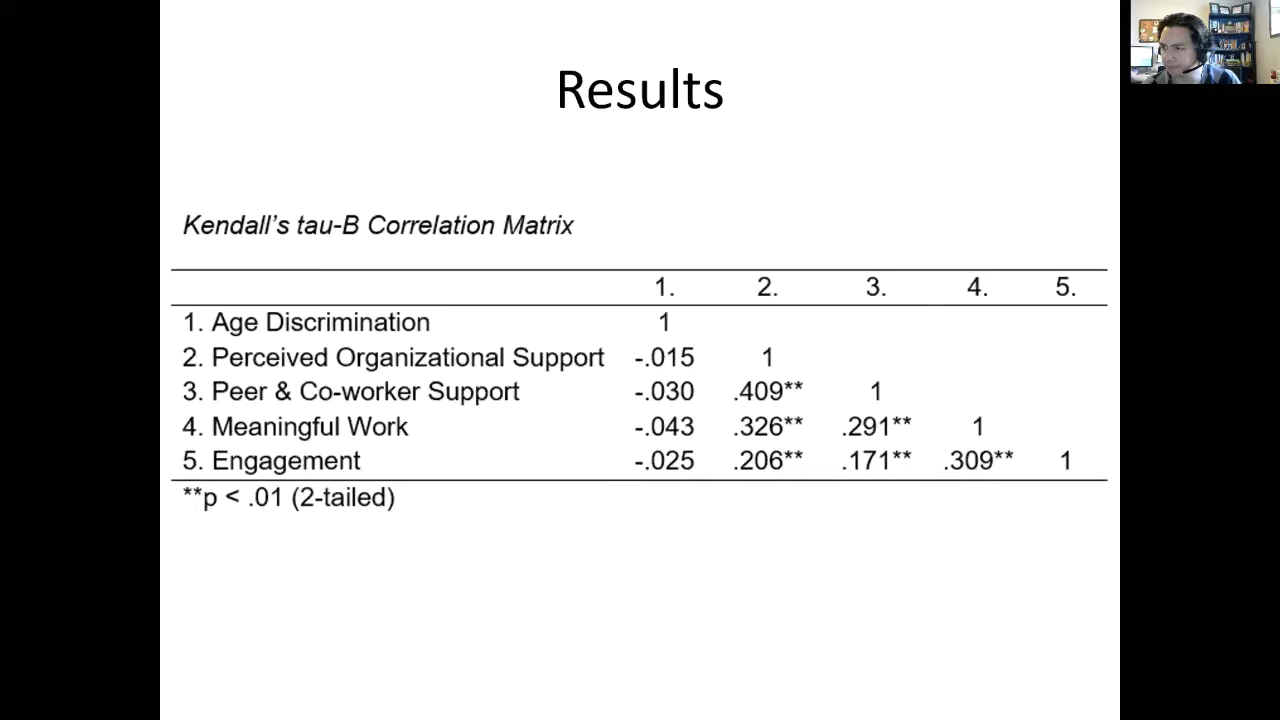 Results
Kendall's tau-B Correlation Matrix
1. 2. 3. 4. 5.
1. Age Discrimination 1
2. Perceived Organizational Support -.015 1
3. Peer & Co-worker Support -.030 .409** 1
4. Meaningful Work -.043 .326** .291** 1
5. Engagement -.025 .206** .171** .309** 1
**p < .01 (2-tailed)